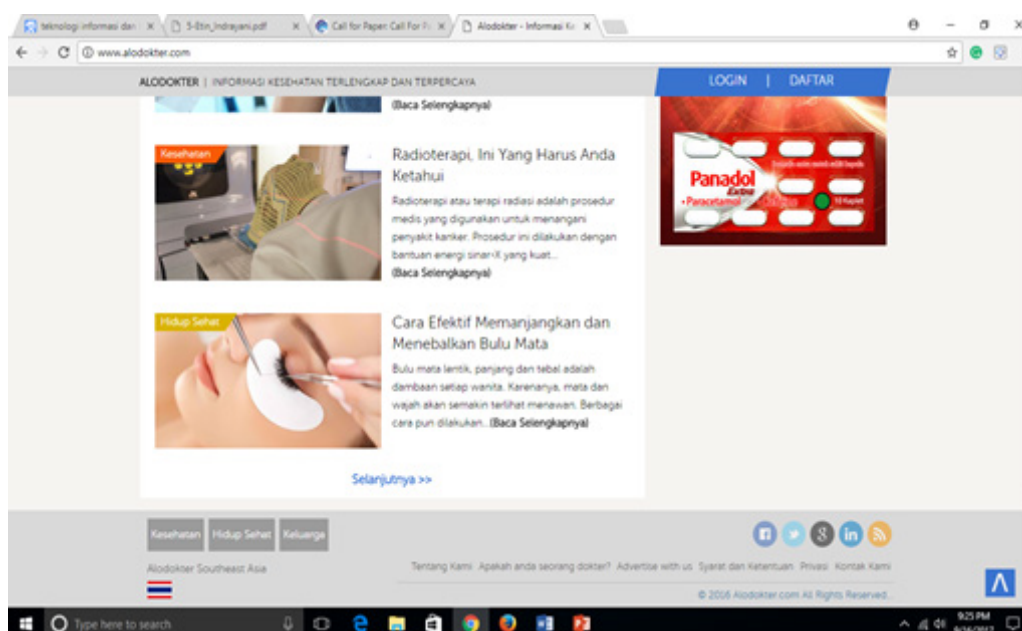 teknologi informasi dan
5-Etin_Indrayani.pdf
Call for Paper: Call For Pa
Alodokter - Informasi Ke
www.alodokter.com
ALODOKTER | INFORMASI KESEHATAN TERLENGKAP DAN TERPERCAYA
LOGIN | DAFTAR
(Baca Selengkapnya)
Kesehatan
Radioterapi, Ini Yang Harus Anda
Ketahui
Radioterapi atau terapi radiasi adalah prosedur
medis yang digunakan untuk menangani
penyakit kanker. Prosedur ini dilakukan dengan
bantuan energi sinar-X yang kuat...
(Baca Selengkapnya)
Panadol
Extra
+Paracetamol
10 Kaplet
Hidup Sehat
Cara Efektif Memanjangkan dan
Menebalkan Bulu Mata
Bulu mata lentik, panjang dan tebal adalah
dambaan setiap wanita. Karenanya, mata dan
wajah akan semakin terlihat menawan. Berbagai
cara pun dilakukan... (Baca Selengkapnya)
Selanjutnya >>
Kesehatan Hidup Sehat Keluarga
Alodokter Southeast Asia
Tentang Kami Apakah anda seorang dokter? Advertise with us Syarat dan Ketentuan Privasi Kontak Kami
© 2016 Alodokter.com All Rights Reserved.
Type here to search
9:25 PM